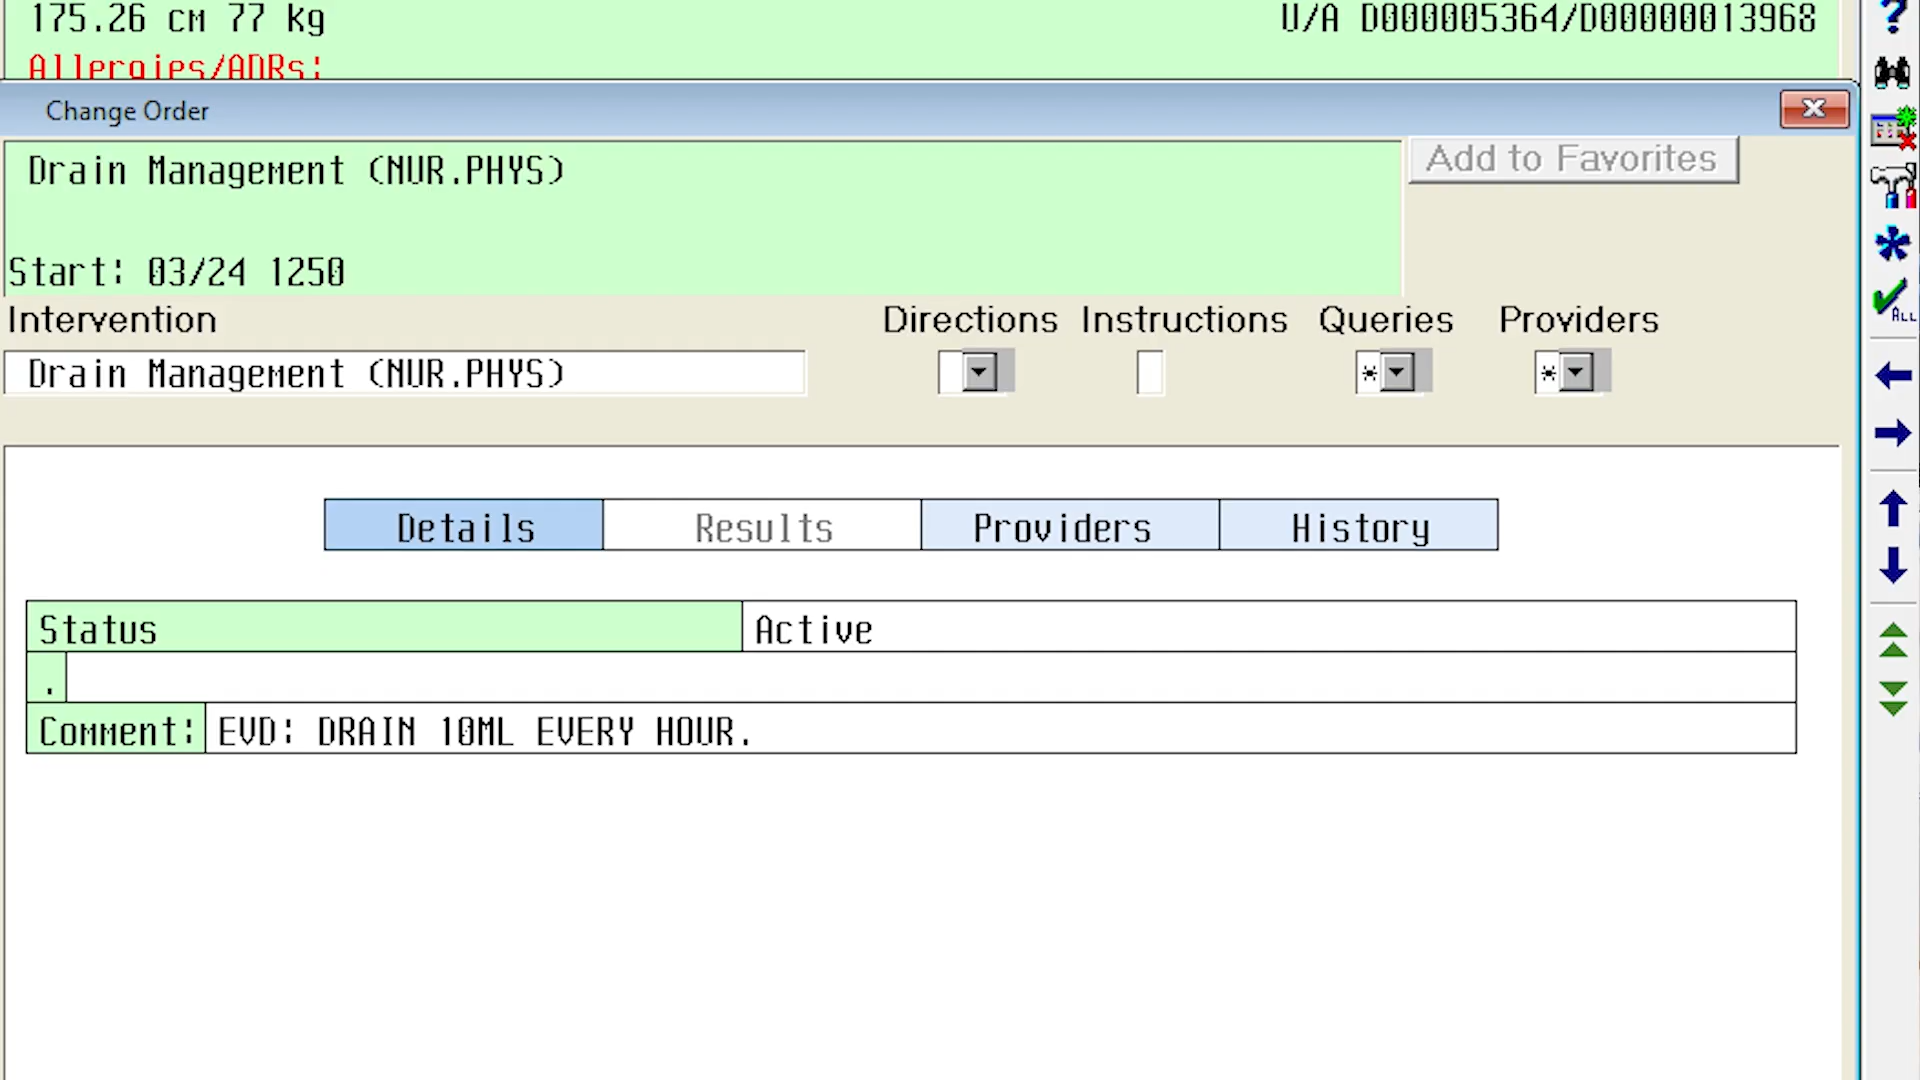 175.26 cm 77 kg
U/A D000005364/D00000013968
Allergies/ADRs:
Change Order
Drain Management (NUR.PHYS)
Add to Favorites
Start: 03/24 1250
Intervention Directions Instructions Queries Providers
Drain Management (NUR.PHYS) * *
ALL
Details Results Providers History
Status Active
.
Comment: EVD: DRAIN 10ML EVERY HOUR.